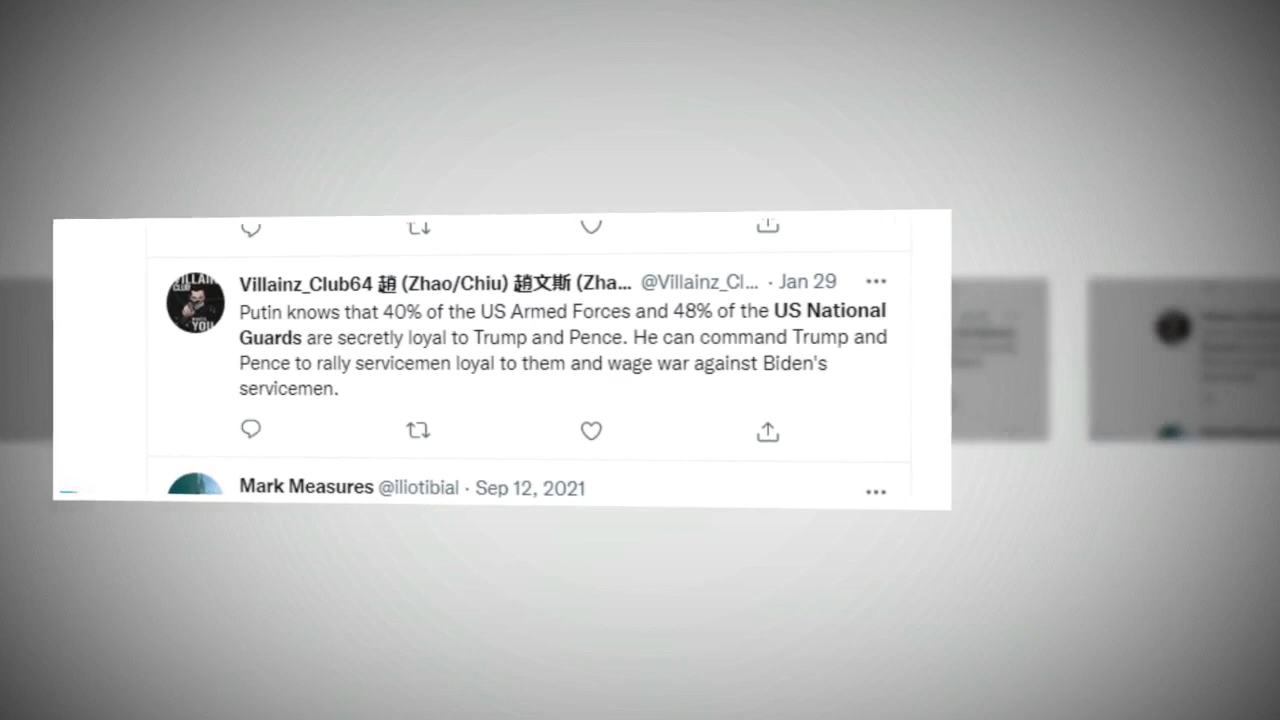 Villainz_Club64 趙 (Zhao/Chiu) 趙文斯 (Zha... @Villainz_Cl... · Jan 29
Putin knows that 40% of the US Armed Forces and 48% of the US National
Guards are secretly loyal to Trump and Pence. He can command Trump and
Pence to rally servicemen loyal to them and wage war against Biden's
servicemen.
Mark Measures @iliotibial · Sep 12, 2021